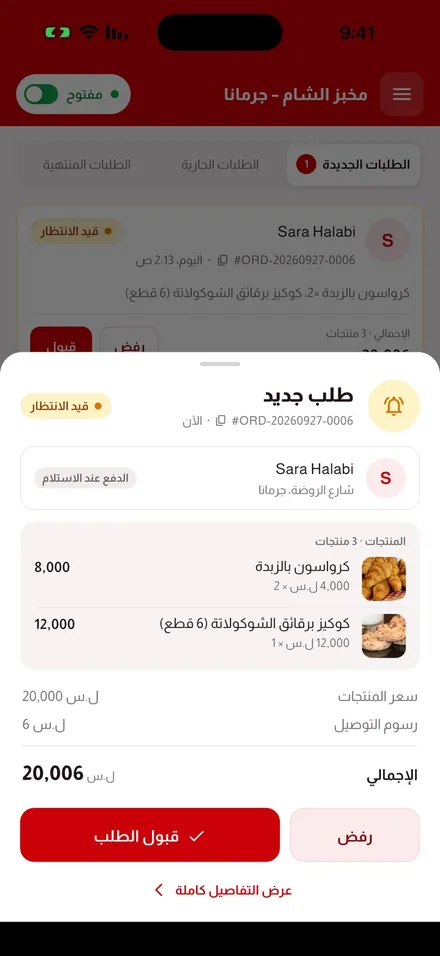 9:41
مخبز الشام - جرمانا
مفتوح
الطلبات الجديدة 1
الطلبات الجارية
الطلبات المنتهية
S
Sara Halabi
قيد الانتظار
#ORD-20260927-0006 · اليوم، 2:13 ص
كرواسون بالزبدة ×2، كوكيز برقائق الشوكولاتة (6 قطع)
الإجمالي · 3 منتجات
رفض
قبول
طلب جديد
قيد الانتظار
#ORD-20260927-0006 · الآن
S
Sara Halabi
شارع الروضة، جرمانا
الدفع عند الاستلام
المنتجات · 3 منتجات
كرواسون بالزبدة
8,000
4,000 ل.س × 2
كوكيز برقائق الشوكولاتة (6 قطع)
12,000
12,000 ل.س × 1
سعر المنتجات
20,000 ل.س
رسوم التوصيل
6 ل.س
الإجمالي
20,006 ل.س
رفض
قبول الطلب
عرض التفاصيل كاملة